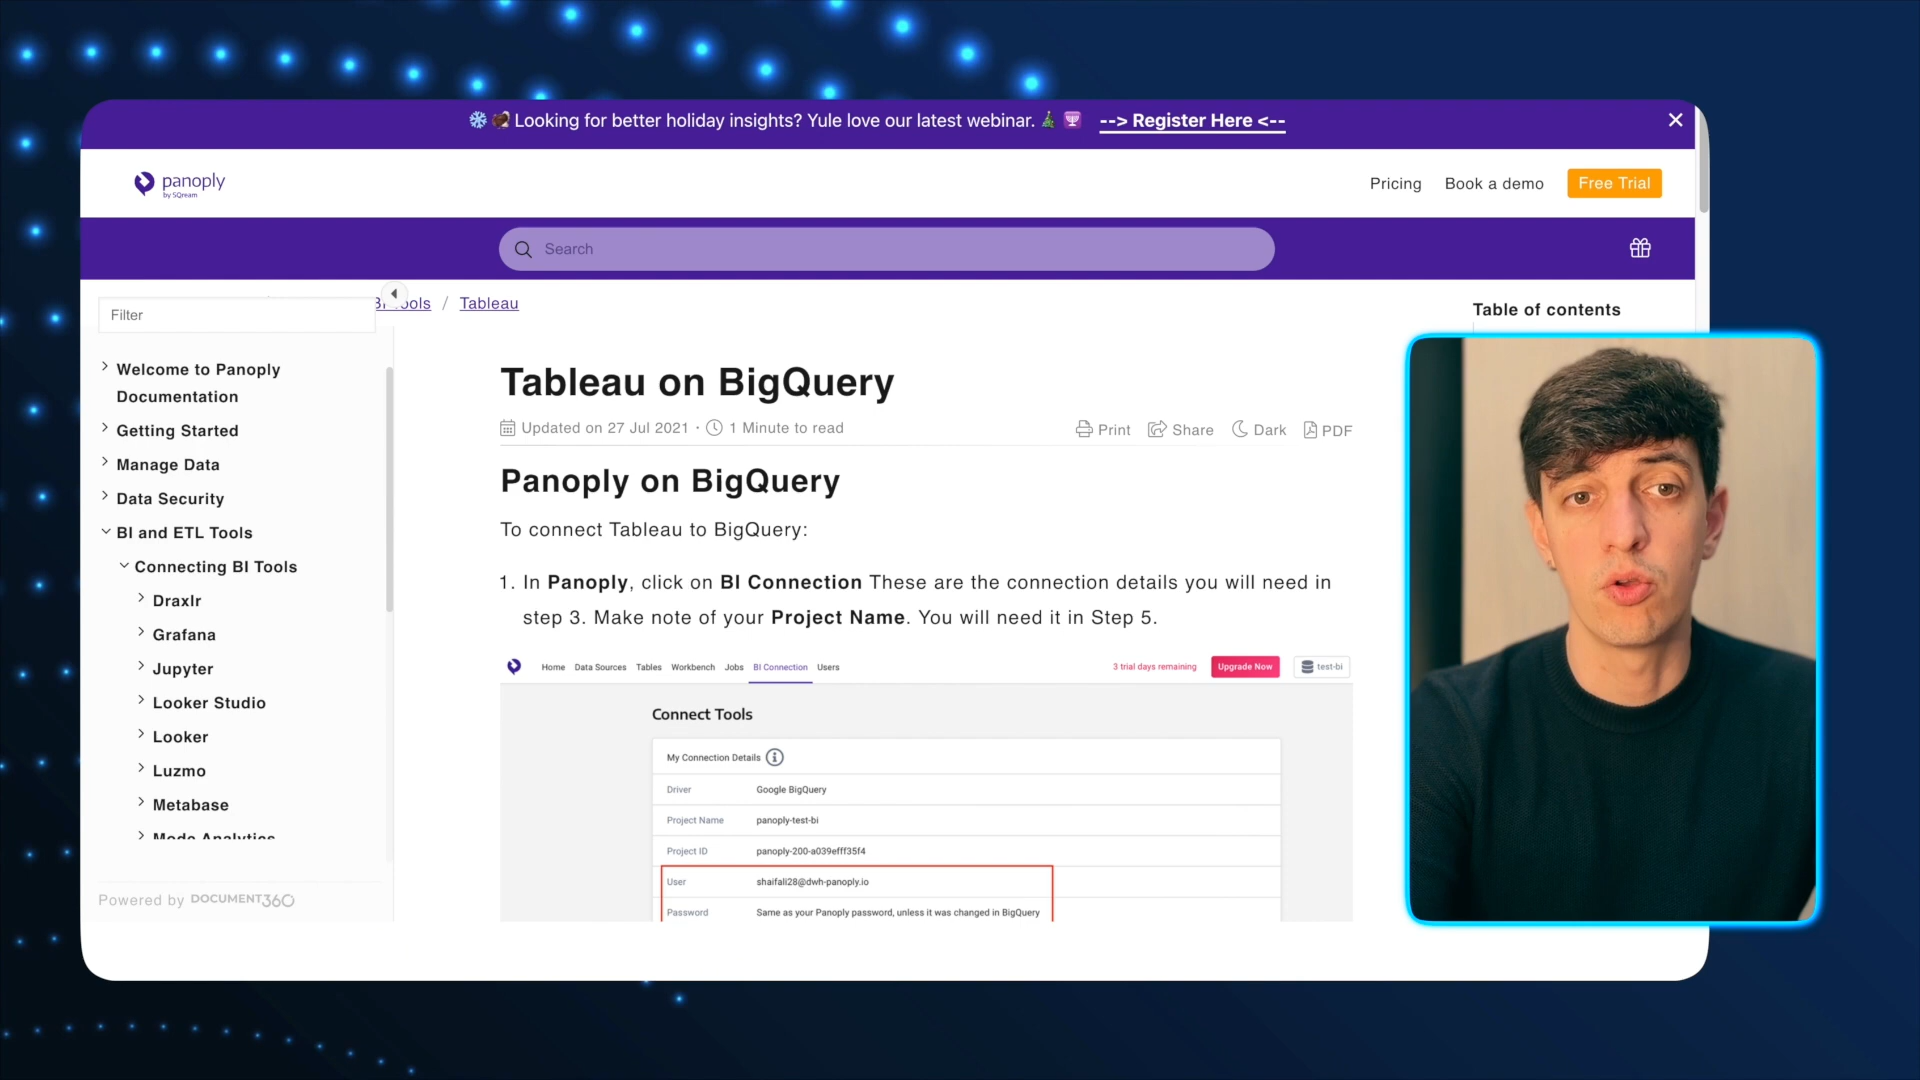 Looking for better holiday insights? Yule love our latest webinar. --> Register Here <--
panoply
by SQream
Pricing
Book a demo
Free Trial
Search
Filter
BI Tools / Tableau
Table of contents
Welcome to Panoply
Documentation
Getting Started
Manage Data
Data Security
BI and ETL Tools
Connecting BI Tools
Draxlr
Grafana
Jupyter
Looker Studio
Looker
Luzmo
Metabase
Mode Analytics
Powered by DOCUMENT360
Tableau on BigQuery
Updated on 27 Jul 2021 · 1 Minute to read
Print
Share
Dark
PDF
Panoply on BigQuery
To connect Tableau to BigQuery:
1. In Panoply, click on BI Connection These are the connection details you will need in
step 3. Make note of your Project Name. You will need it in Step 5.
Home Data Sources Tables Workbench Jobs BI Connection Users
3 trial days remaining
Upgrade Now
test-bi
Connect Tools
My Connection Details
Driver Google BigQuery
Project Name panoply-test-bi
Project ID panoply-200-a039efff35f4
User shaifali28@dwh-panoply.io
Password Same as your Panoply password, unless it was changed in BigQuery